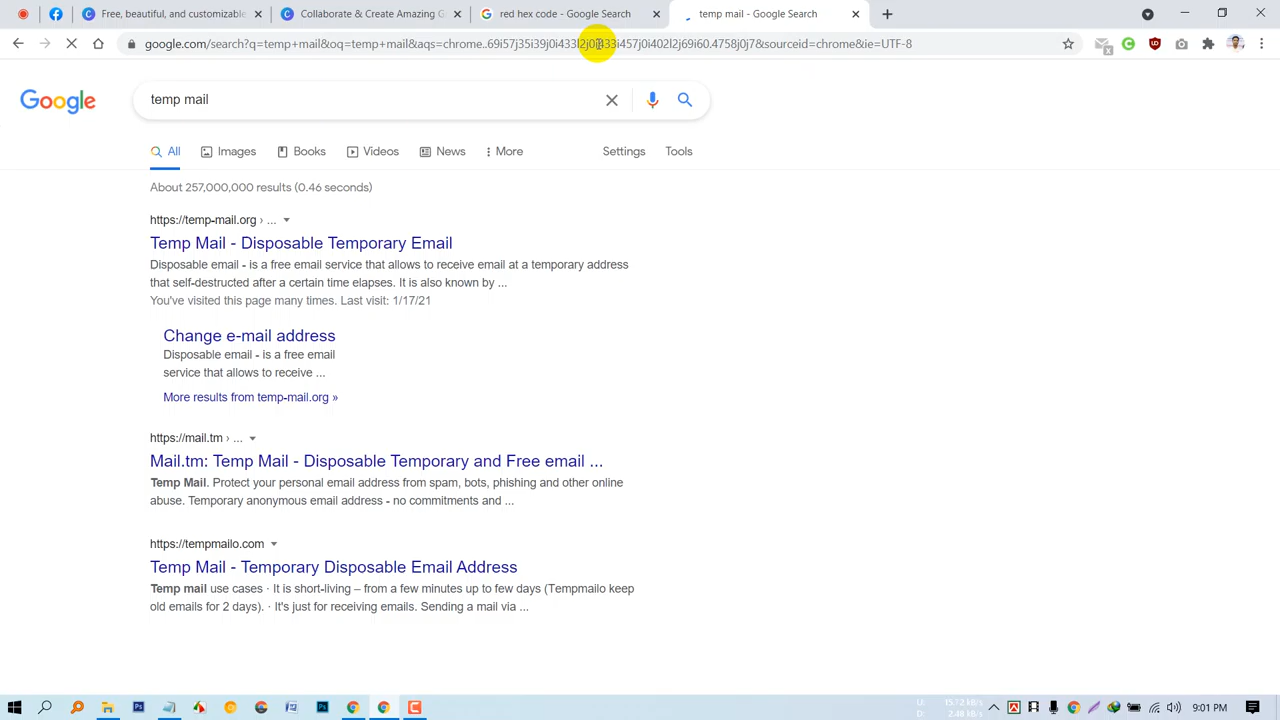 Free, beautiful, and customizable
Collaborate & Create Amazing G
red hex code - Google Search
temp mail - Google Search
google.com/search?q=temp+mail&oq=temp+mail&aqs=chrome..69i57j35i39j0i433l2j0i433i457j0i402l2j69i60.4758j0j7&sourceid=chrome&ie=UTF-8
Google
temp mail
All
Images
Books
Videos
News
More
Settings
Tools
About 257,000,000 results (0.46 seconds)
https://temp-mail.org › ...
Temp Mail - Disposable Temporary Email
Disposable email - is a free email service that allows to receive email at a temporary address
that self-destructed after a certain time elapses. It is also known by ...
You've visited this page many times. Last visit: 1/17/21
Change e-mail address
Disposable email - is a free email
service that allows to receive ...
More results from temp-mail.org »
https://mail.tm › ...
Mail.tm: Temp Mail - Disposable Temporary and Free email ...
Temp Mail. Protect your personal email address from spam, bots, phishing and other online
abuse. Temporary anonymous email address - no commitments and ...
https://tempmailo.com
Temp Mail - Temporary Disposable Email Address
Temp mail use cases · It is short-living – from a few minutes up to few days (Tempmailo keep
old emails for 2 days). · It's just for receiving emails. Sending a mail via ...
U: 15.72 kB/s
D: 2.48 kB/s
9:01 PM